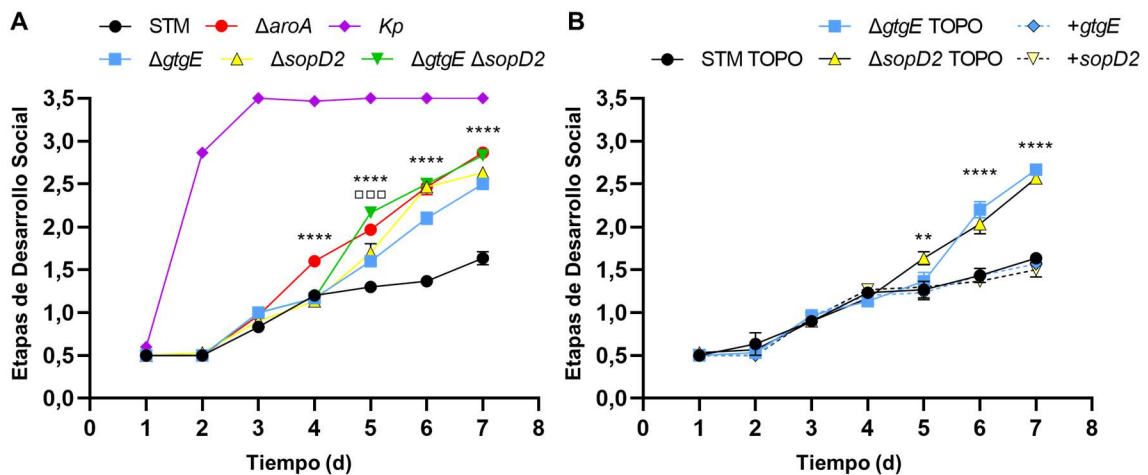 A
STM
ΔaroA
Kp
ΔgtgE
ΔsopD2
ΔgtgE ΔsopD2
Etapas de Desarrollo Social
3,5
3,0
2,5
2,0
1,5
1,0
0,5
0,0
****
****
□□□
****
****
0 1 2 3 4 5 6 7 8
Tiempo (d)
B
ΔgtgE TOPO
+gtgE
STM TOPO
ΔsopD2 TOPO
+sopD2
Etapas de Desarrollo Social
3,5
3,0
2,5
2,0
1,5
1,0
0,5
0,0
**
****
****
0 1 2 3 4 5 6 7 8
Tiempo (d)